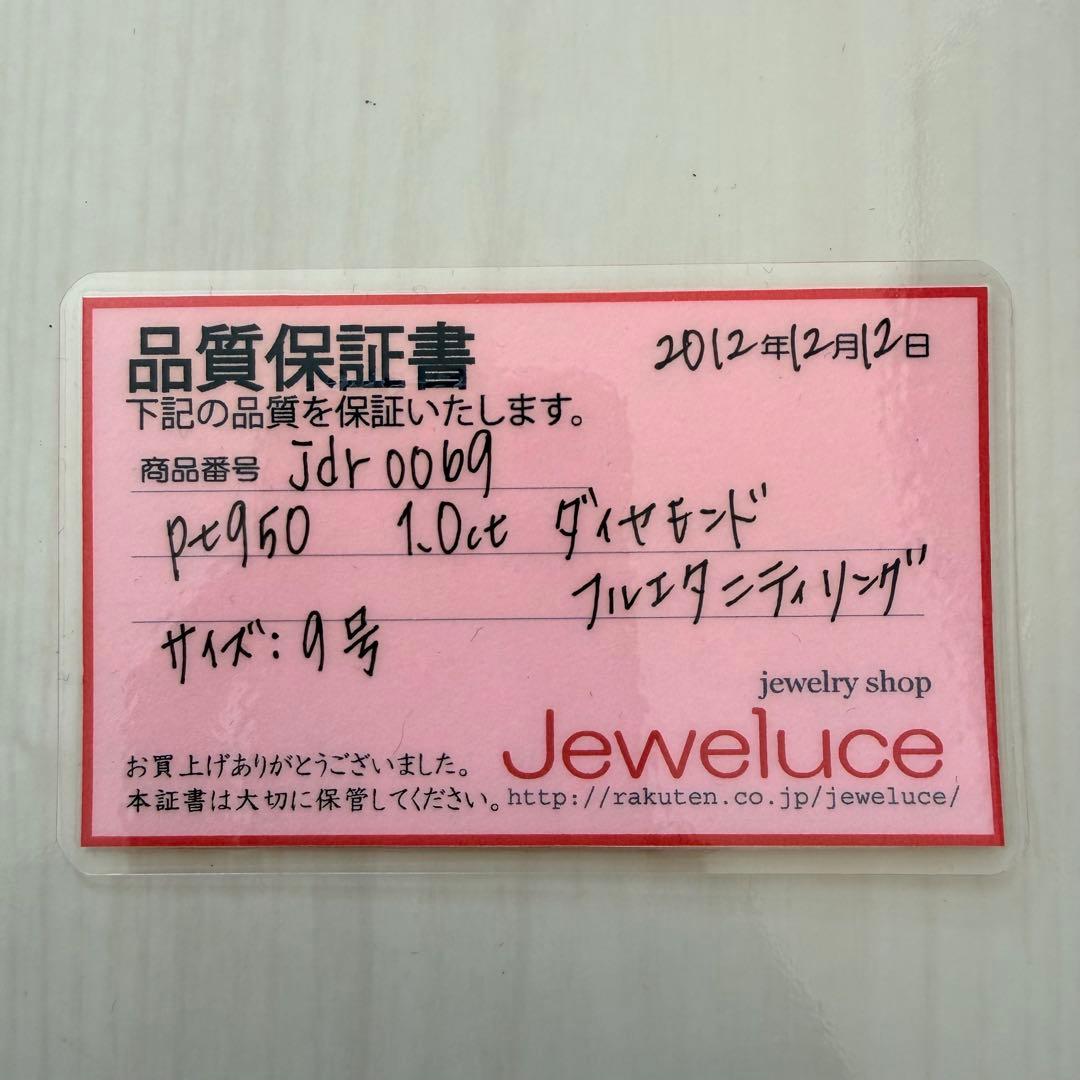 品質保証書
2012年12月12日
下記の品質を保証いたします。
商品番号 jdr0069
pt950 1.0ct ダイヤモンド
フルエタニティリング
サイズ:9号
jewelry shop
Jeweluce
お買上げありがとうございました。
本証書は大切に保管してください。http://rakuten.co.jp/jeweluce/